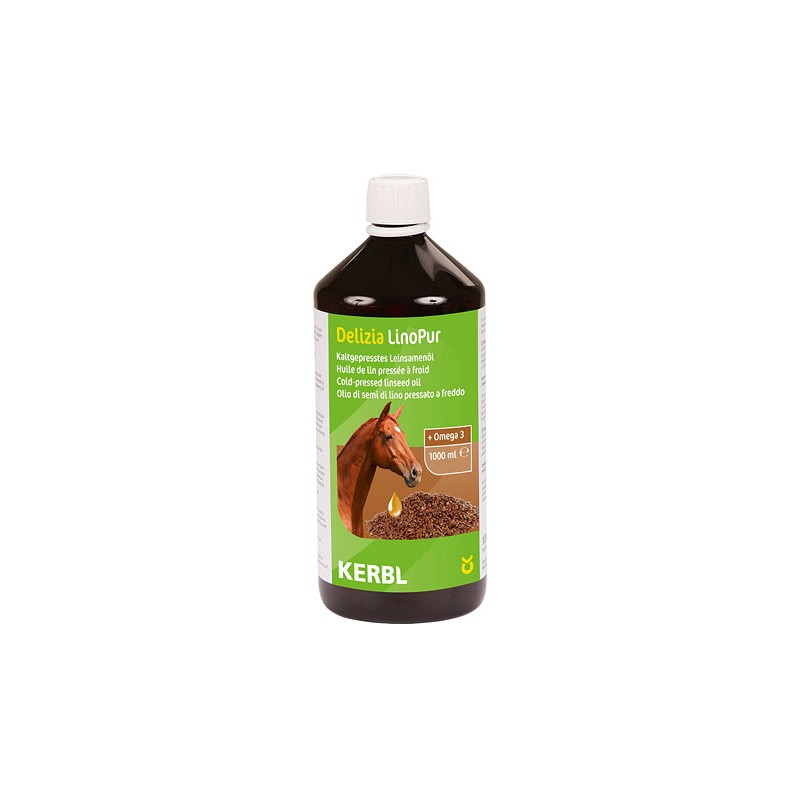 Delizia LinoPur
Kaltgepresstes Leinsamenöl
Huile de lin pressée à froid
Cold-pressed linseed oil
Olio di semi di lino pressato a freddo
+ Omega 3
1000 ml ℮
KERBL